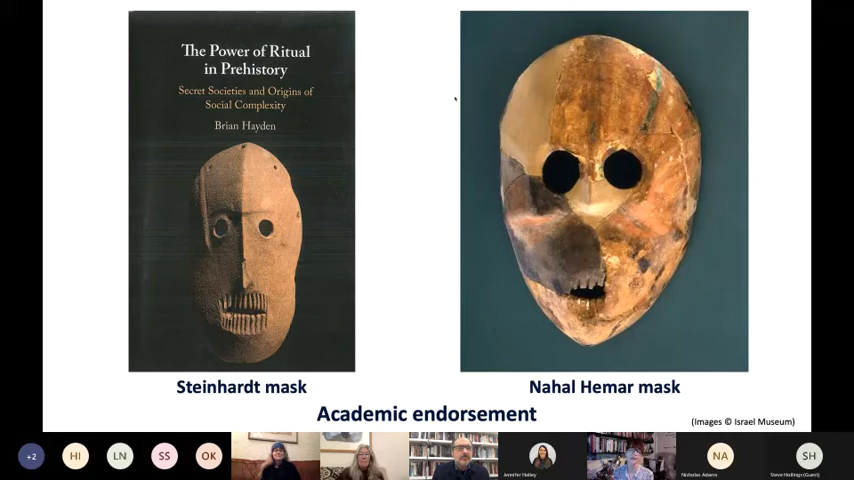 The Power of Ritual
in Prehistory
Secret Societies and Origins of
Social Complexity
Brian Hayden
Steinhardt mask
Nahal Hemar mask
Academic endorsement
(Images © Israel Museum)
+2
HI
LN
SS
OK
Jennifer Halley
NA
Nicholas Adams
SH
Steve Hollings (Guest)